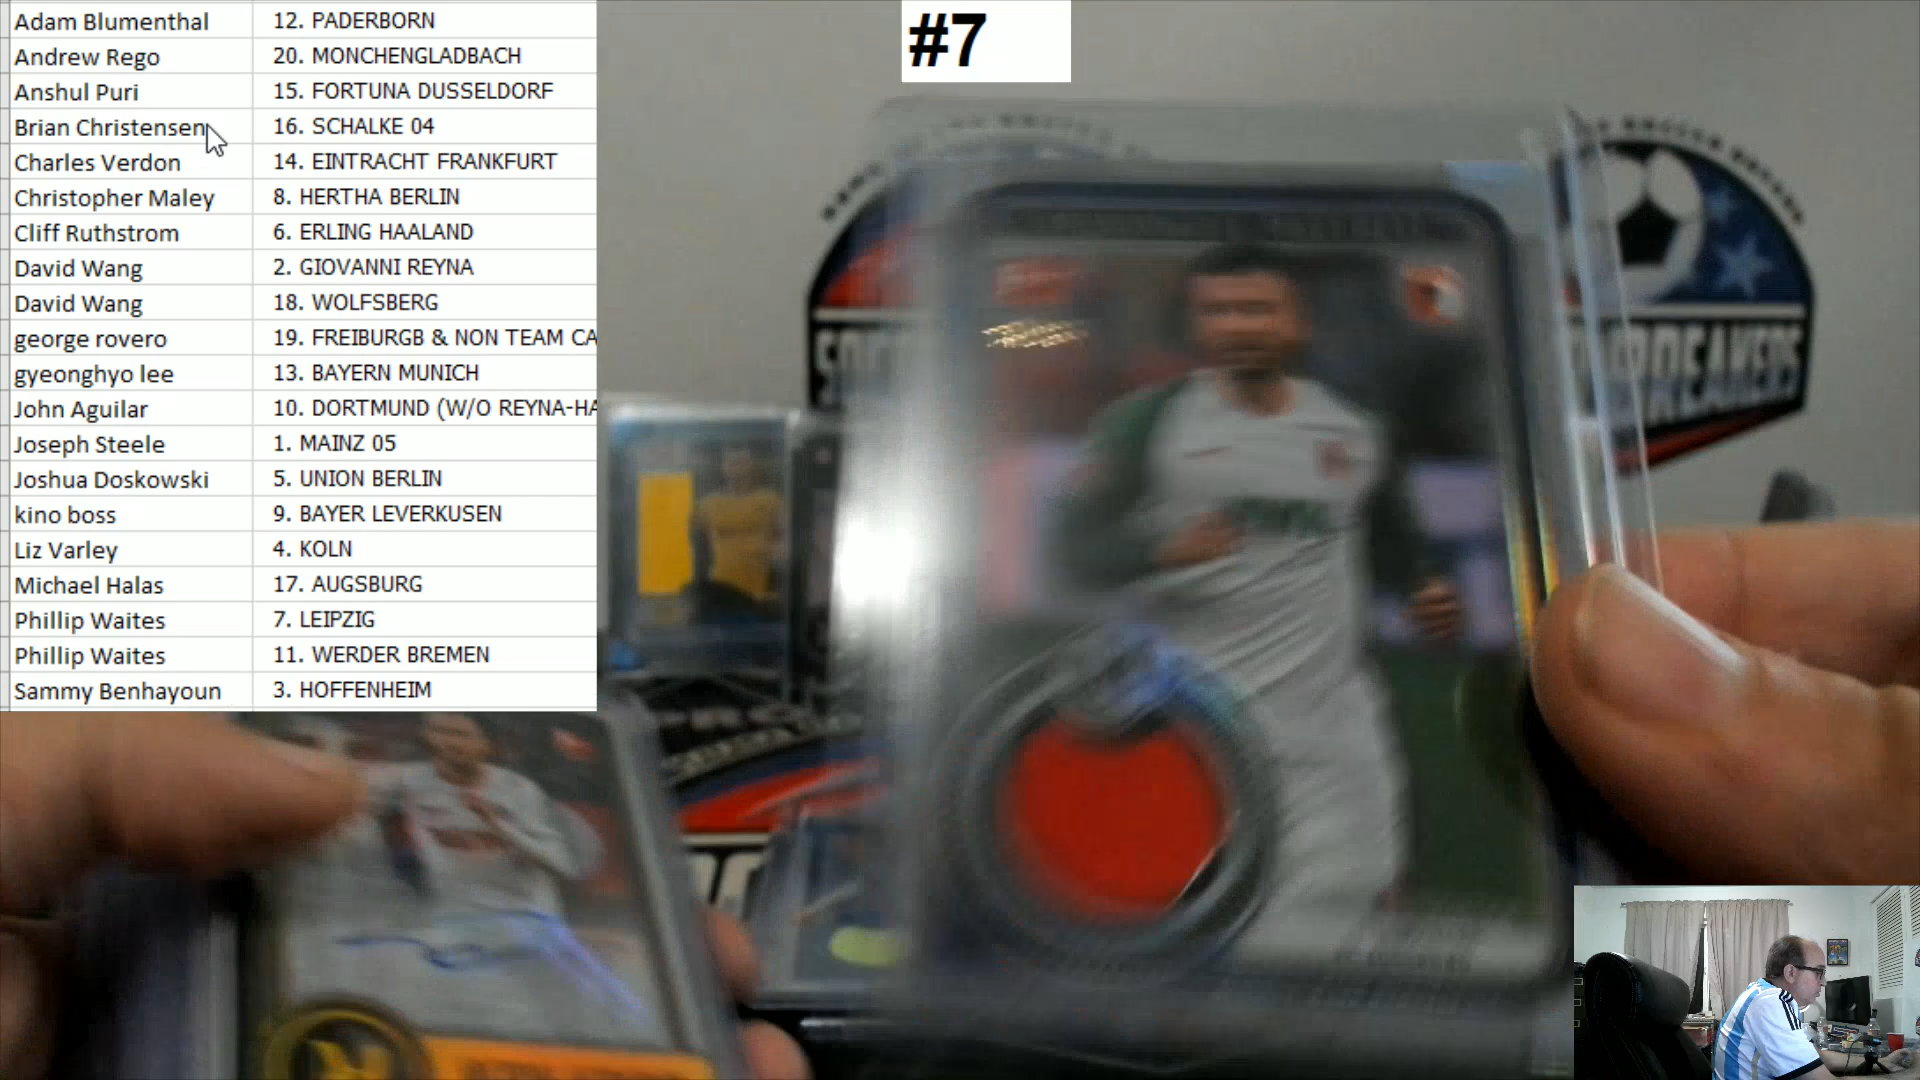 #7
Adam Blumenthal 12. PADERBORN
Andrew Rego 20. MONCHENGLADBACH
Anshul Puri 15. FORTUNA DUSSELDORF
Brian Christensen 16. SCHALKE 04
Charles Verdon 14. EINTRACHT FRANKFURT
Christopher Maley 8. HERTHA BERLIN
Cliff Ruthstrom 6. ERLING HAALAND
David Wang 2. GIOVANNI REYNA
David Wang 18. WOLFSBERG
george rovero 19. FREIBURGB & NON TEAM CA
gyeonghyo lee 13. BAYERN MUNICH
John Aguilar 10. DORTMUND (W/O REYNA-HA
Joseph Steele 1. MAINZ 05
Joshua Doskowski 5. UNION BERLIN
kino boss 9. BAYER LEVERKUSEN
Liz Varley 4. KOLN
Michael Halas 17. AUGSBURG
Phillip Waites 7. LEIPZIG
Phillip Waites 11. WERDER BREMEN
Sammy Benhayoun 3. HOFFENHEIM